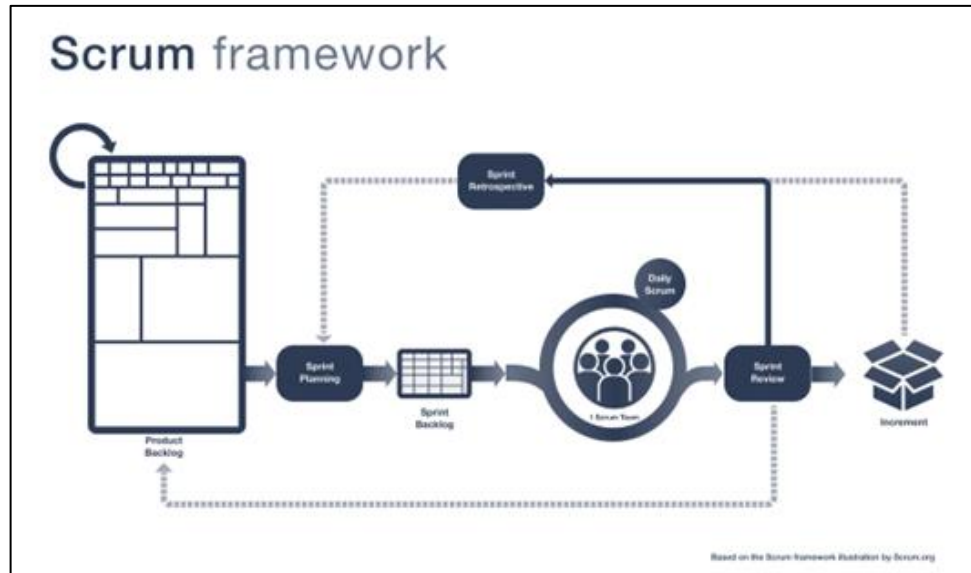 Scrum framework
Sprint
Retrospective
Daily
Scrum
Sprint
Planning
Sprint
Review
1 Scrum Team
Sprint
Backlog
Increment
Product
Backlog
Based on the Scrum framework illustration by Scrum.org